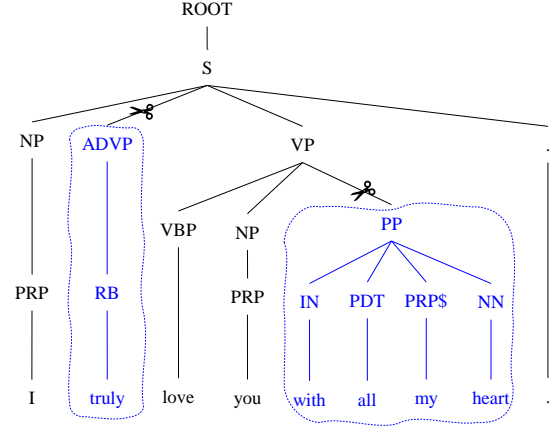 ROOT
S
NP ADVP VP .
PP
VBP NP
PRP RB PRP IN PDT PRP$ NN
I truly love you with all my heart .